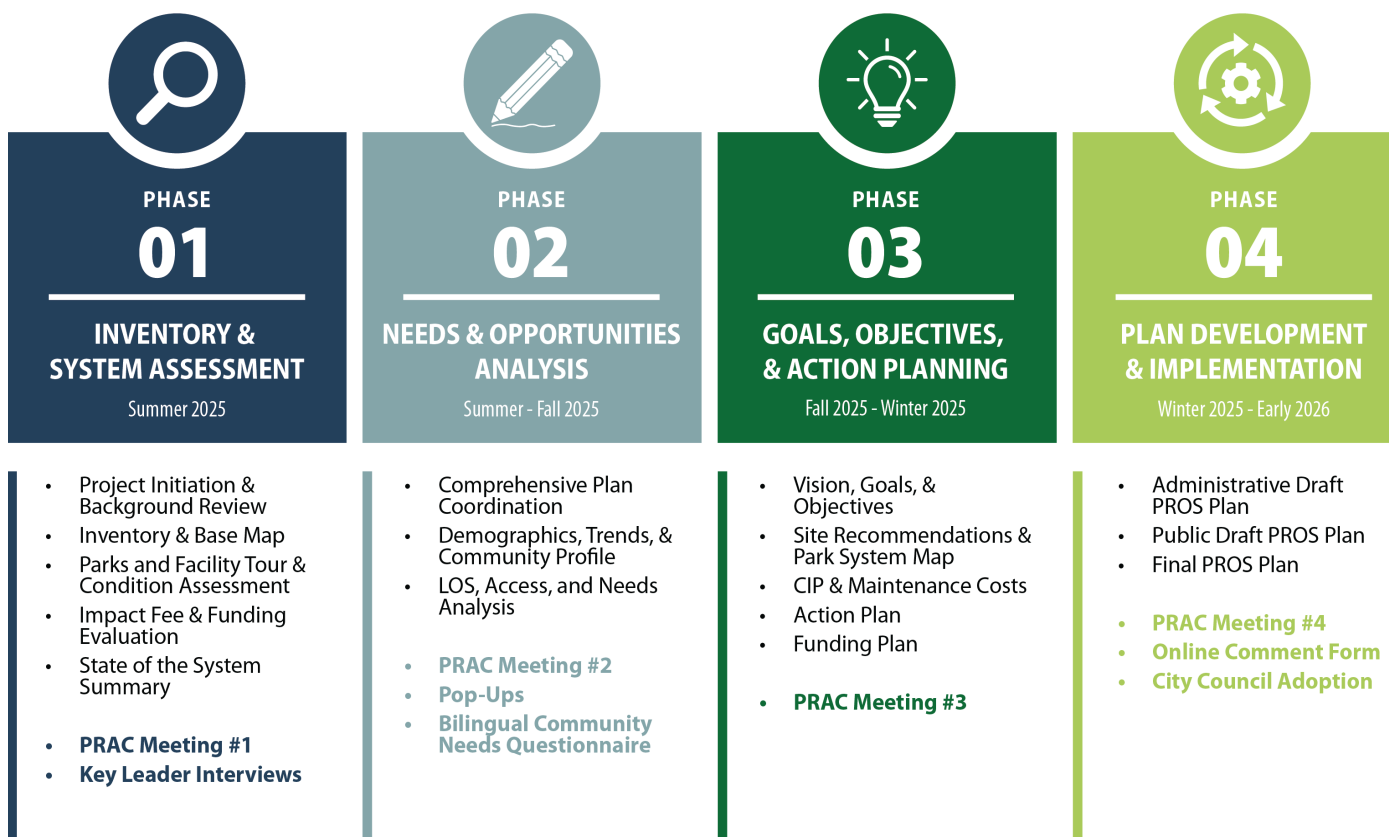 PHASE
01
INVENTORY &
SYSTEM ASSESSMENT
Summer 2025
• Project Initiation &
Background Review
• Inventory & Base Map
• Parks and Facility Tour &
Condition Assessment
• Impact Fee & Funding
Evaluation
• State of the System
Summary
• PRAC Meeting #1
• Key Leader Interviews
PHASE
02
NEEDS & OPPORTUNITIES
ANALYSIS
Summer - Fall 2025
• Comprehensive Plan
Coordination
• Demographics, Trends, &
Community Profile
• LOS, Access, and Needs
Analysis
• PRAC Meeting #2
• Pop-Ups
• Bilingual Community
Needs Questionnaire
PHASE
03
GOALS, OBJECTIVES,
& ACTION PLANNING
Fall 2025 - Winter 2025
• Vision, Goals, &
Objectives
• Site Recommendations &
Park System Map
• CIP & Maintenance Costs
• Action Plan
• Funding Plan
• PRAC Meeting #3
PHASE
04
PLAN DEVELOPMENT
& IMPLEMENTATION
Winter 2025 - Early 2026
• Administrative Draft
PROS Plan
• Public Draft PROS Plan
• Final PROS Plan
• PRAC Meeting #4
• Online Comment Form
• City Council Adoption